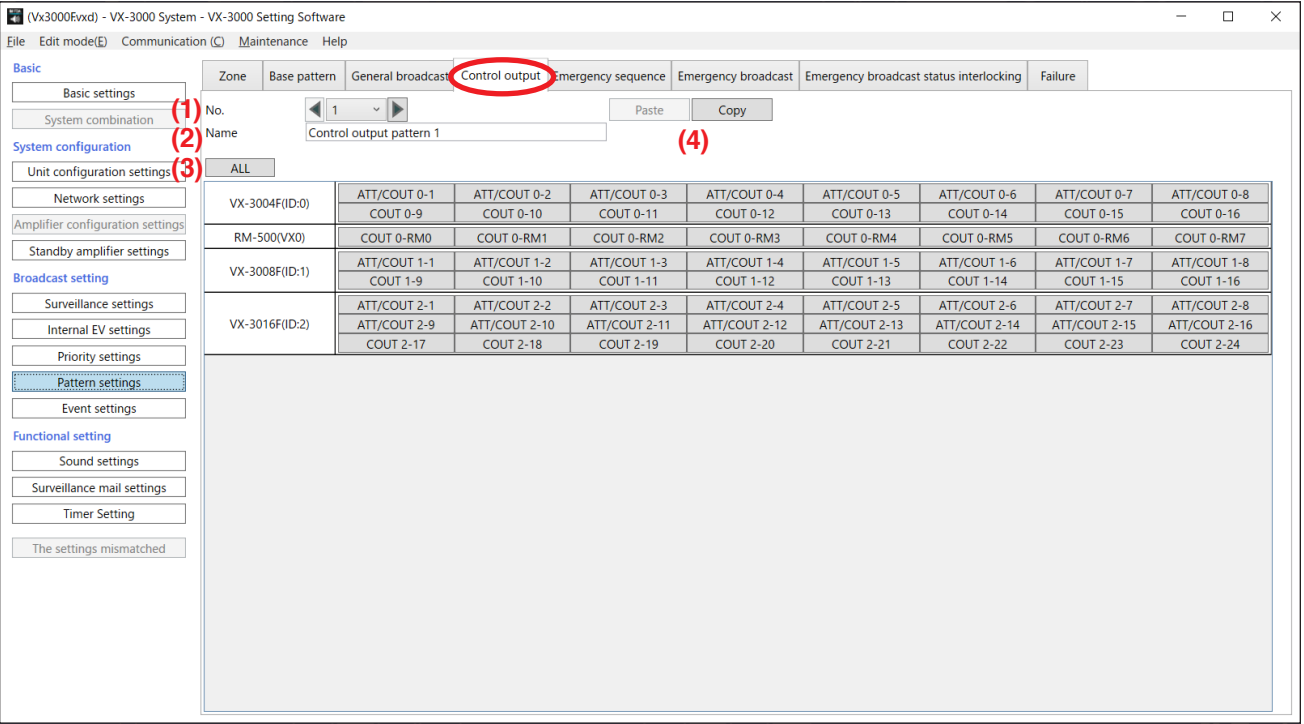 (Vx3000F.vxd) - VX-3000 System - VX-3000 Setting Software
File Edit mode(E) Communication (C) Maintenance Help
Basic
Basic settings
System combination
System configuration
Unit configuration settings
Network settings
Amplifier configuration settings
Standby amplifier settings
Broadcast setting
Surveillance settings
Internal EV settings
Priority settings
Pattern settings
Event settings
Functional setting
Sound settings
Surveillance mail settings
Timer Setting
The settings mismatched
Zone Base pattern General broadcast Control output Emergency sequence Emergency broadcast Emergency broadcast status interlocking Failure
(1) No. 1 Paste Copy
(2) Name Control output pattern 1 (4)
(3) ALL
VX-3004F(ID:0) ATT/COUT 0-1 ATT/COUT 0-2 ATT/COUT 0-3 ATT/COUT 0-4 ATT/COUT 0-5 ATT/COUT 0-6 ATT/COUT 0-7 ATT/COUT 0-8
COUT 0-9 COUT 0-10 COUT 0-11 COUT 0-12 COUT 0-13 COUT 0-14 COUT 0-15 COUT 0-16
RM-500(VX0) COUT 0-RM0 COUT 0-RM1 COUT 0-RM2 COUT 0-RM3 COUT 0-RM4 COUT 0-RM5 COUT 0-RM6 COUT 0-RM7
VX-3008F(ID:1) ATT/COUT 1-1 ATT/COUT 1-2 ATT/COUT 1-3 ATT/COUT 1-4 ATT/COUT 1-5 ATT/COUT 1-6 ATT/COUT 1-7 ATT/COUT 1-8
COUT 1-9 COUT 1-10 COUT 1-11 COUT 1-12 COUT 1-13 COUT 1-14 COUT 1-15 COUT 1-16
VX-3016F(ID:2) ATT/COUT 2-1 ATT/COUT 2-2 ATT/COUT 2-3 ATT/COUT 2-4 ATT/COUT 2-5 ATT/COUT 2-6 ATT/COUT 2-7 ATT/COUT 2-8
ATT/COUT 2-9 ATT/COUT 2-10 ATT/COUT 2-11 ATT/COUT 2-12 ATT/COUT 2-13 ATT/COUT 2-14 ATT/COUT 2-15 ATT/COUT 2-16
COUT 2-17 COUT 2-18 COUT 2-19 COUT 2-20 COUT 2-21 COUT 2-22 COUT 2-23 COUT 2-24